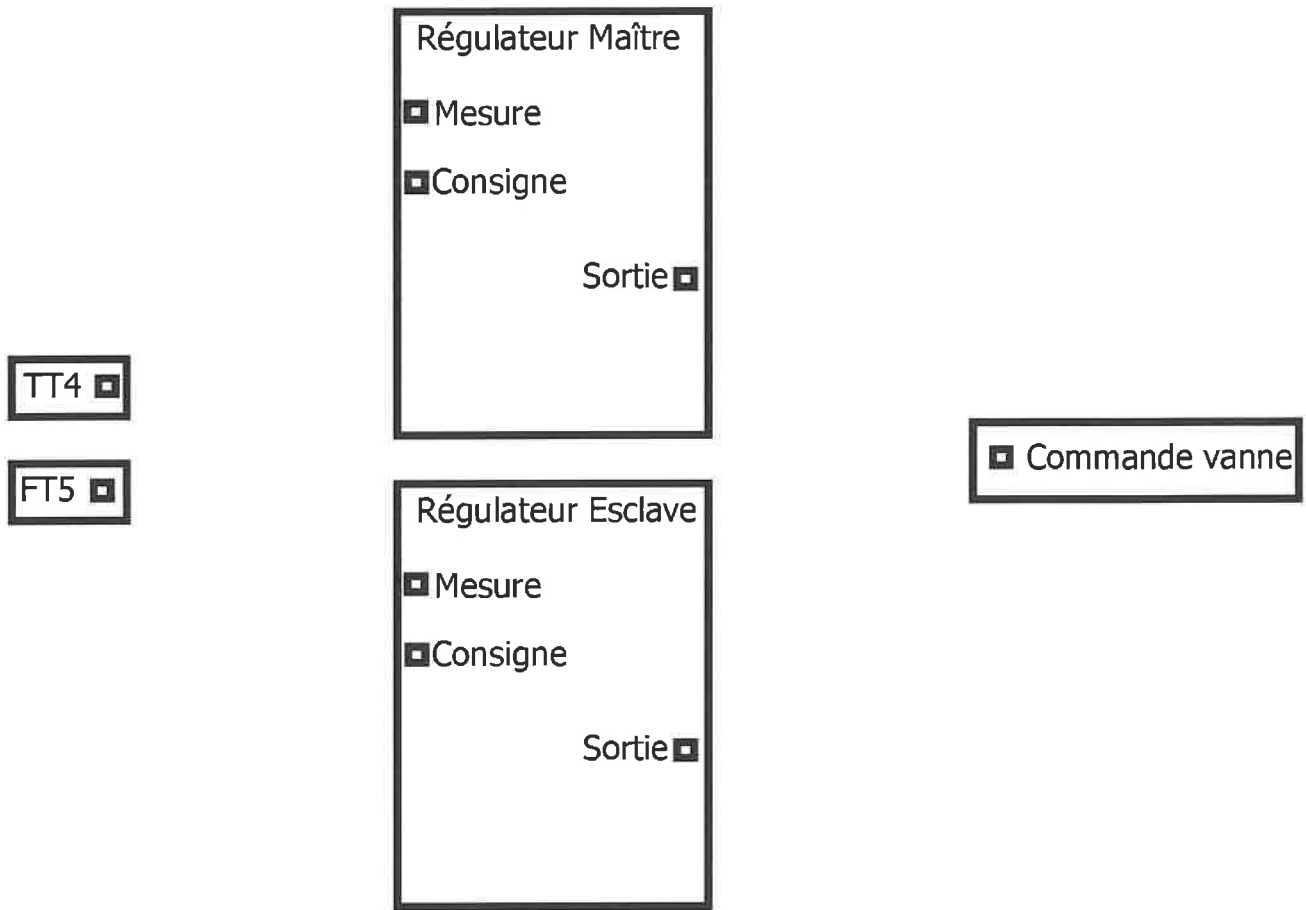 Régulateur Maître
Mesure
Consigne
Sortie
TT4
FT5
Commande vanne
Régulateur Esclave
Mesure
Consigne
Sortie